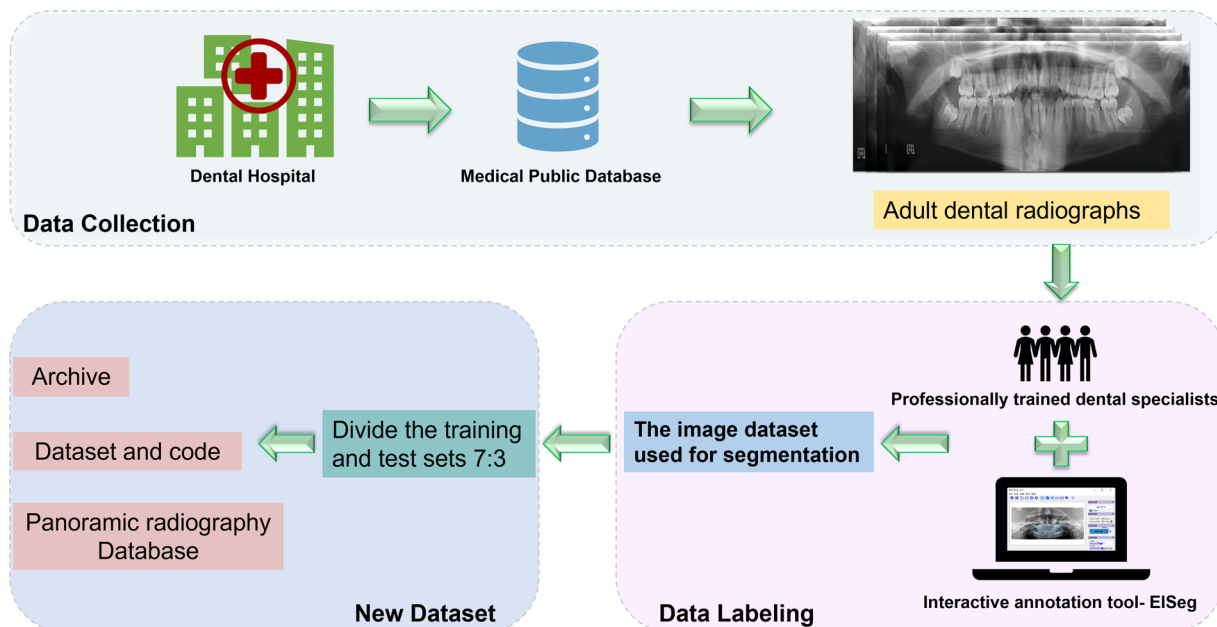 Dental Hospital
Medical Public Database
R
R
Adult dental radiographs
Data Collection
Professionally trained dental specialists
The image dataset
used for segmentation
Interactive annotation tool- EISeg
Data Labeling
Divide the training
and test sets 7:3
Archive
Dataset and code
Panoramic radiography
Database
New Dataset